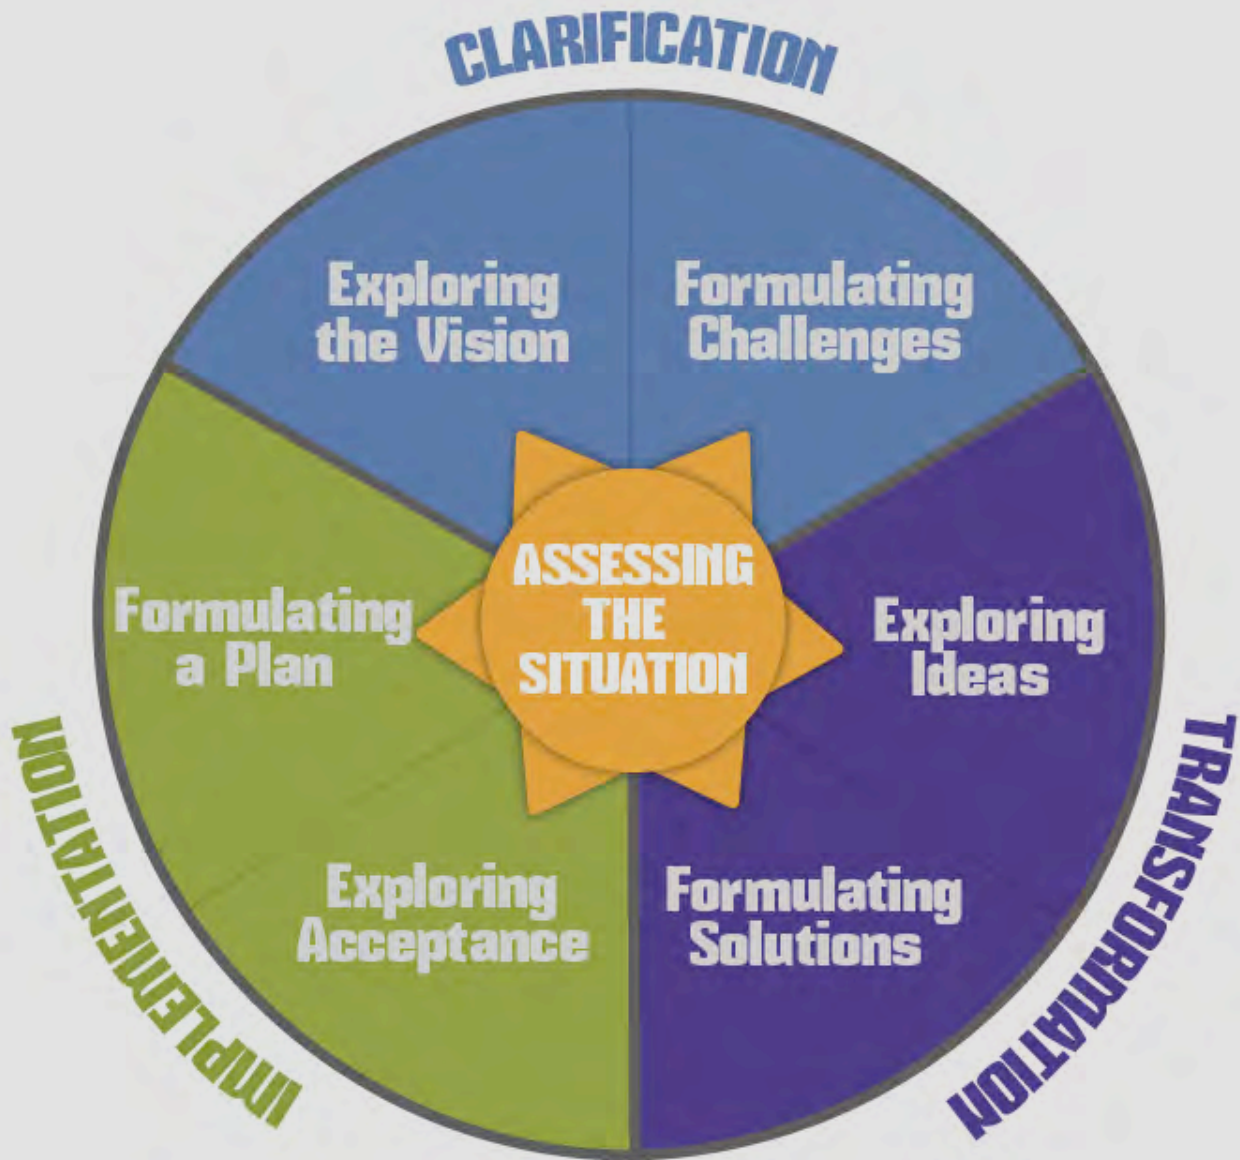 CLARIFICATION
Exploring
the Vision
Formulating
Challenges
ASSESSING
THE
SITUATION
Exploring
Ideas
Formulating
Solutions
TRANSFORMATION
Exploring
Acceptance
Formulating
a Plan
IMPLEMENTATION